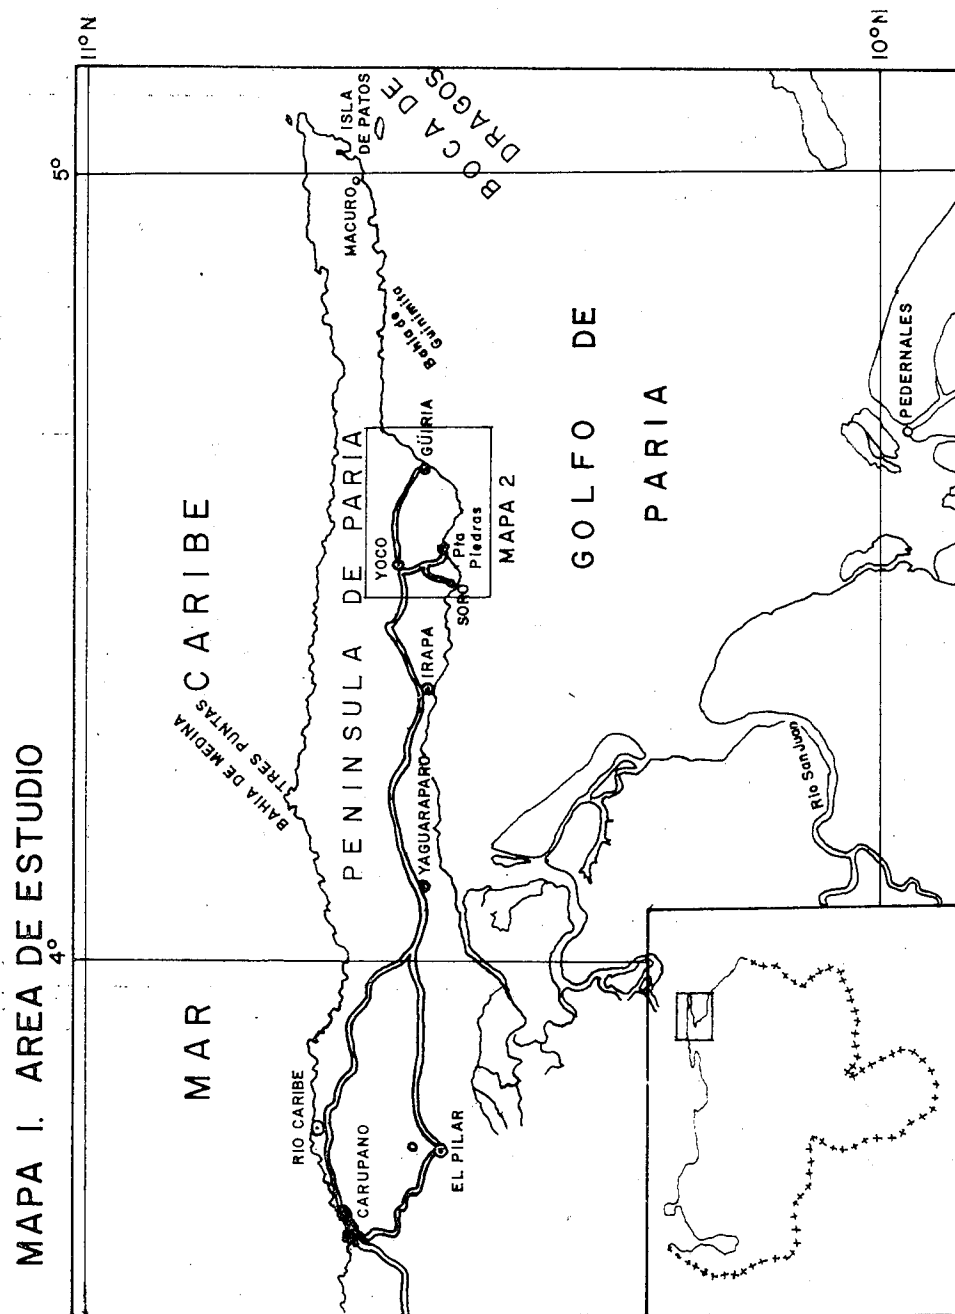 MAPA I. AREA DE ESTUDIO
4°
5°
11°N
10°N
MAR
CARIBE
BAHIA DE MEDINA
TRES PUNTAS
RIO CARIBE
CARUPANO
EL PILAR
PENINSULA DE PARIA
YAGUARAPARO
IRAPA
YOCO
SORO
Pta
Piedras
GÜIRIA
MAPA 2
Bahia de
Guinimita
MACURO
ISLA
DE PATOS
BOCA DE
DRAGOS
GOLFO DE
PARIA
PEDERNALES
Rio San Juan